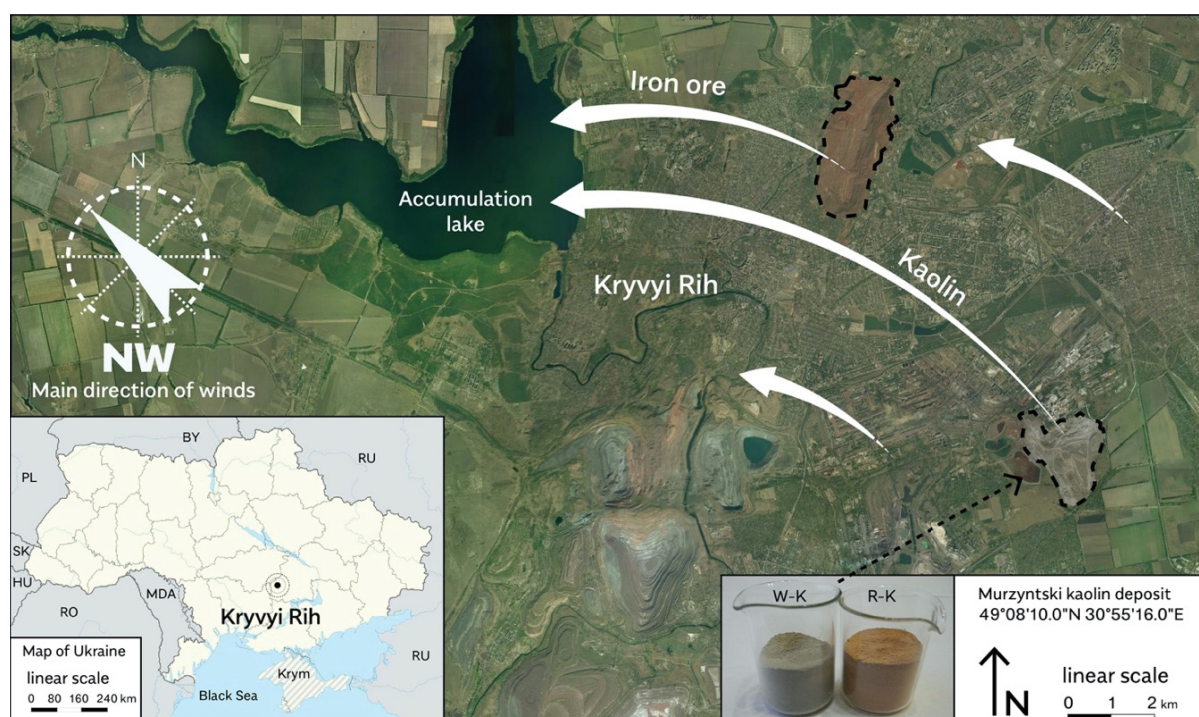 Iron ore
Accumulation
lake
Kaolin
Kryvyi Rih
N
NW
Main direction of winds
BY
RU
PL
SK
HU
MDA
RO
Kryvyi Rih
RU
Krym
Black Sea
Map of Ukraine
linear scale
0 80 160 240 km
W-K
R-K
Murzyntski kaolin deposit
49°08'10.0"N 30°55'16.0"E
N
linear scale
0 1 2 km